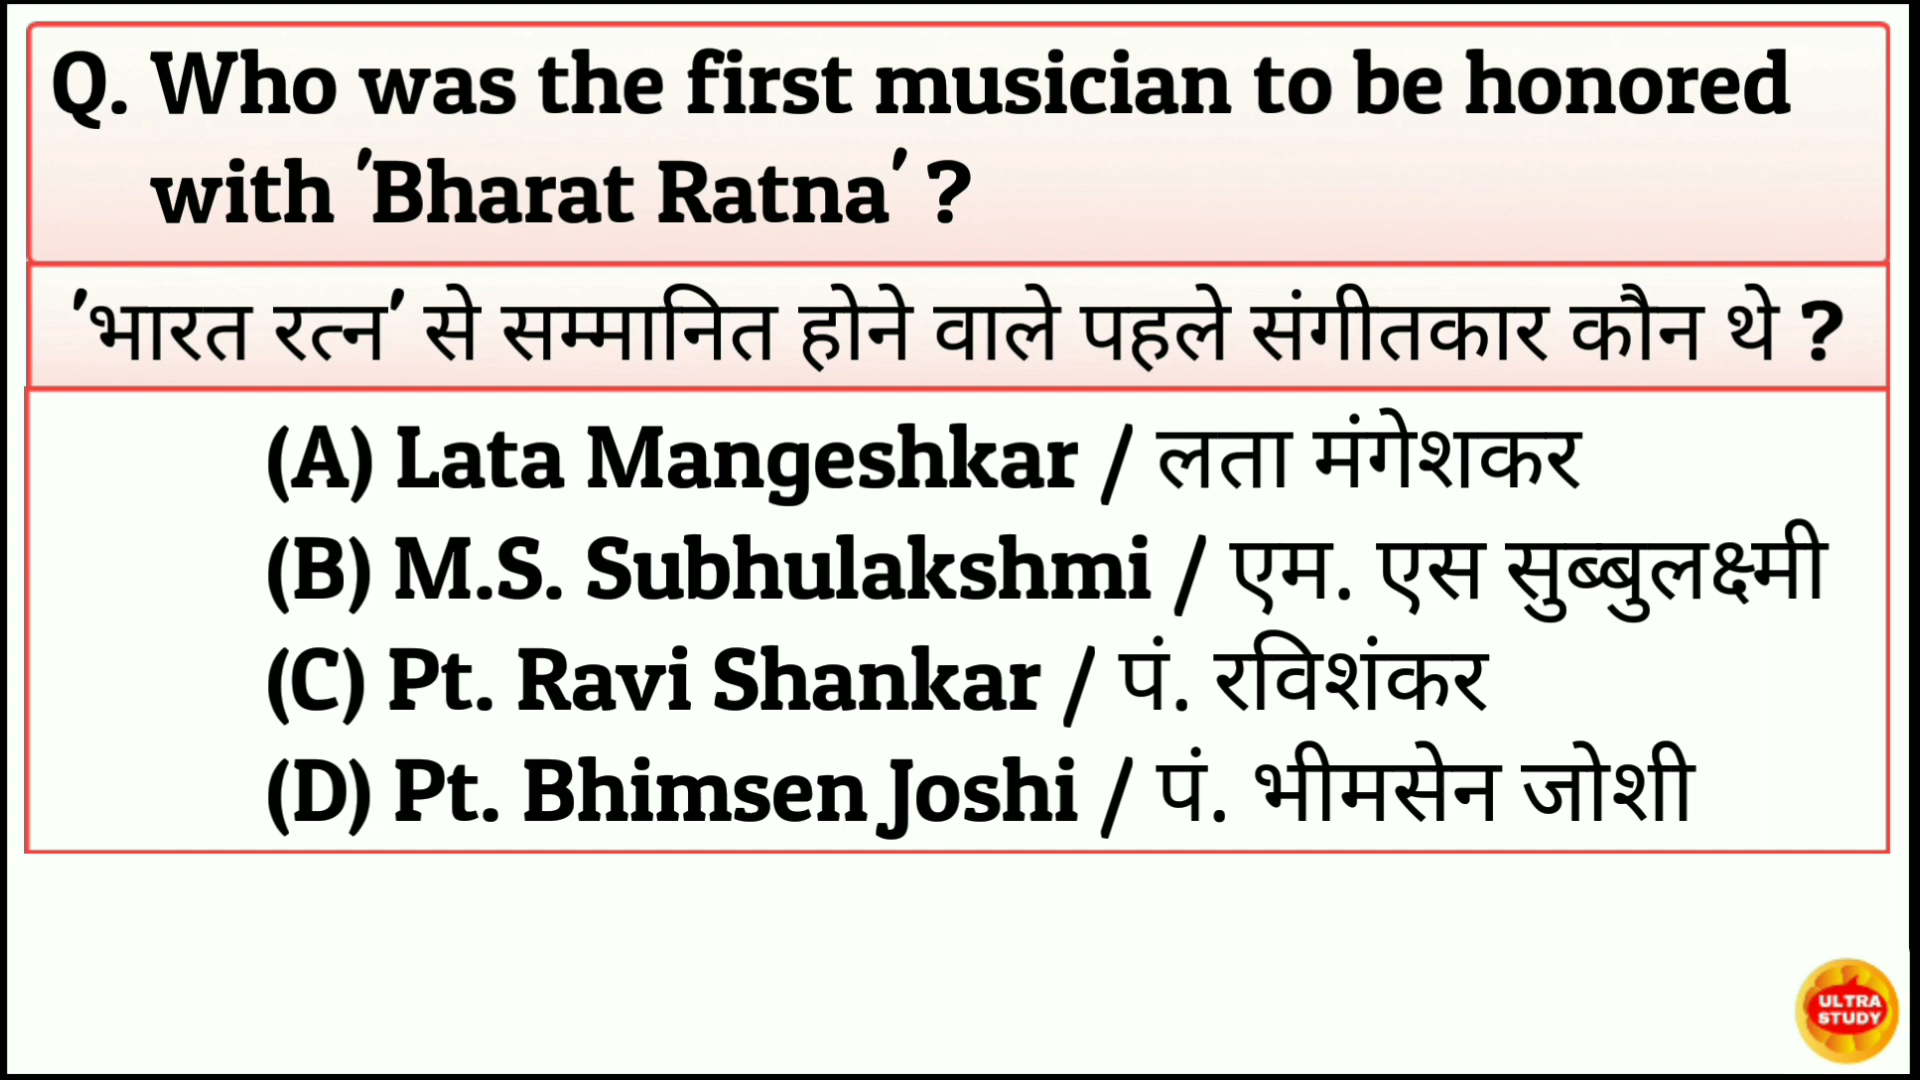 Q. Who was the first musician to be honored
with 'Bharat Ratna' ?
'भारत रत्न' से सम्मानित होने वाले पहले संगीतकार कौन थे ?
(A) Lata Mangeshkar / लता मंगेशकर
(B) M.S. Subhulakshmi / एम. एस सुब्बुलक्ष्मी
(C) Pt. Ravi Shankar / पं. रविशंकर
(D) Pt. Bhimsen Joshi / पं. भीमसेन जोशी
ULTRA
STUDY